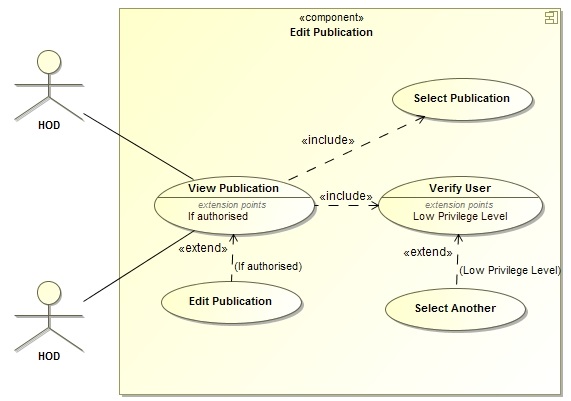 «component»
Edit Publication
HOD
Select Publication
«include»
View Publication
extension points
If authorised
«include»
Verify User
extension points
Low Privilege Level
«extend»
(If authorised)
«extend»
(Low Privilege Level)
HOD
Edit Publication
Select Another